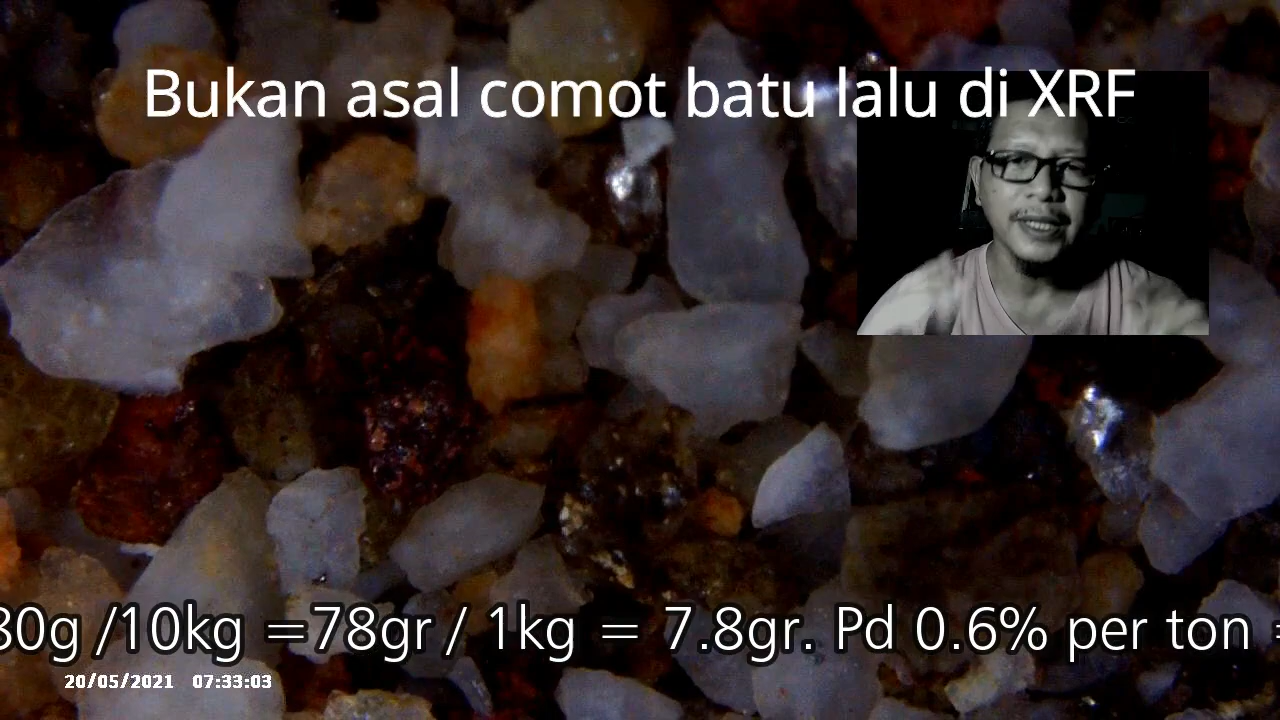 Bukan asal comot batu lalu di XRF
80g /10kg =78gr / 1kg = 7.8gr. Pd 0.6% per ton =
20/05/2021 07:33:03